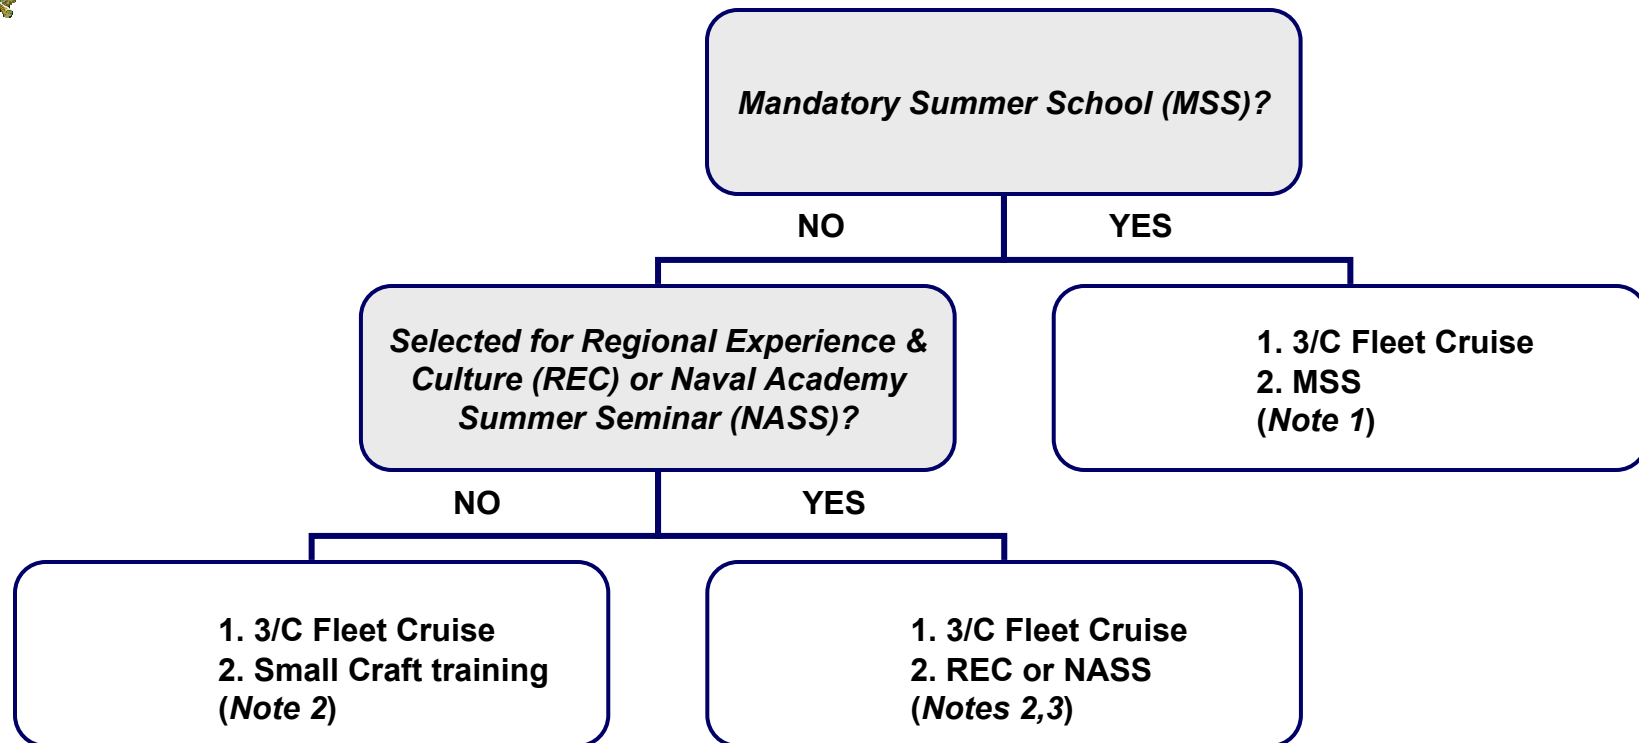 Mandatory Summer School (MSS)?
NO
YES
Selected for Regional Experience &
Culture (REC) or Naval Academy
Summer Seminar (NASS)?
1. 3/C Fleet Cruise
2. MSS
(Note 1)
NO
YES
1. 3/C Fleet Cruise
2. Small Craft training
(Note 2)
1. 3/C Fleet Cruise
2. REC or NASS
(Notes 2,3)